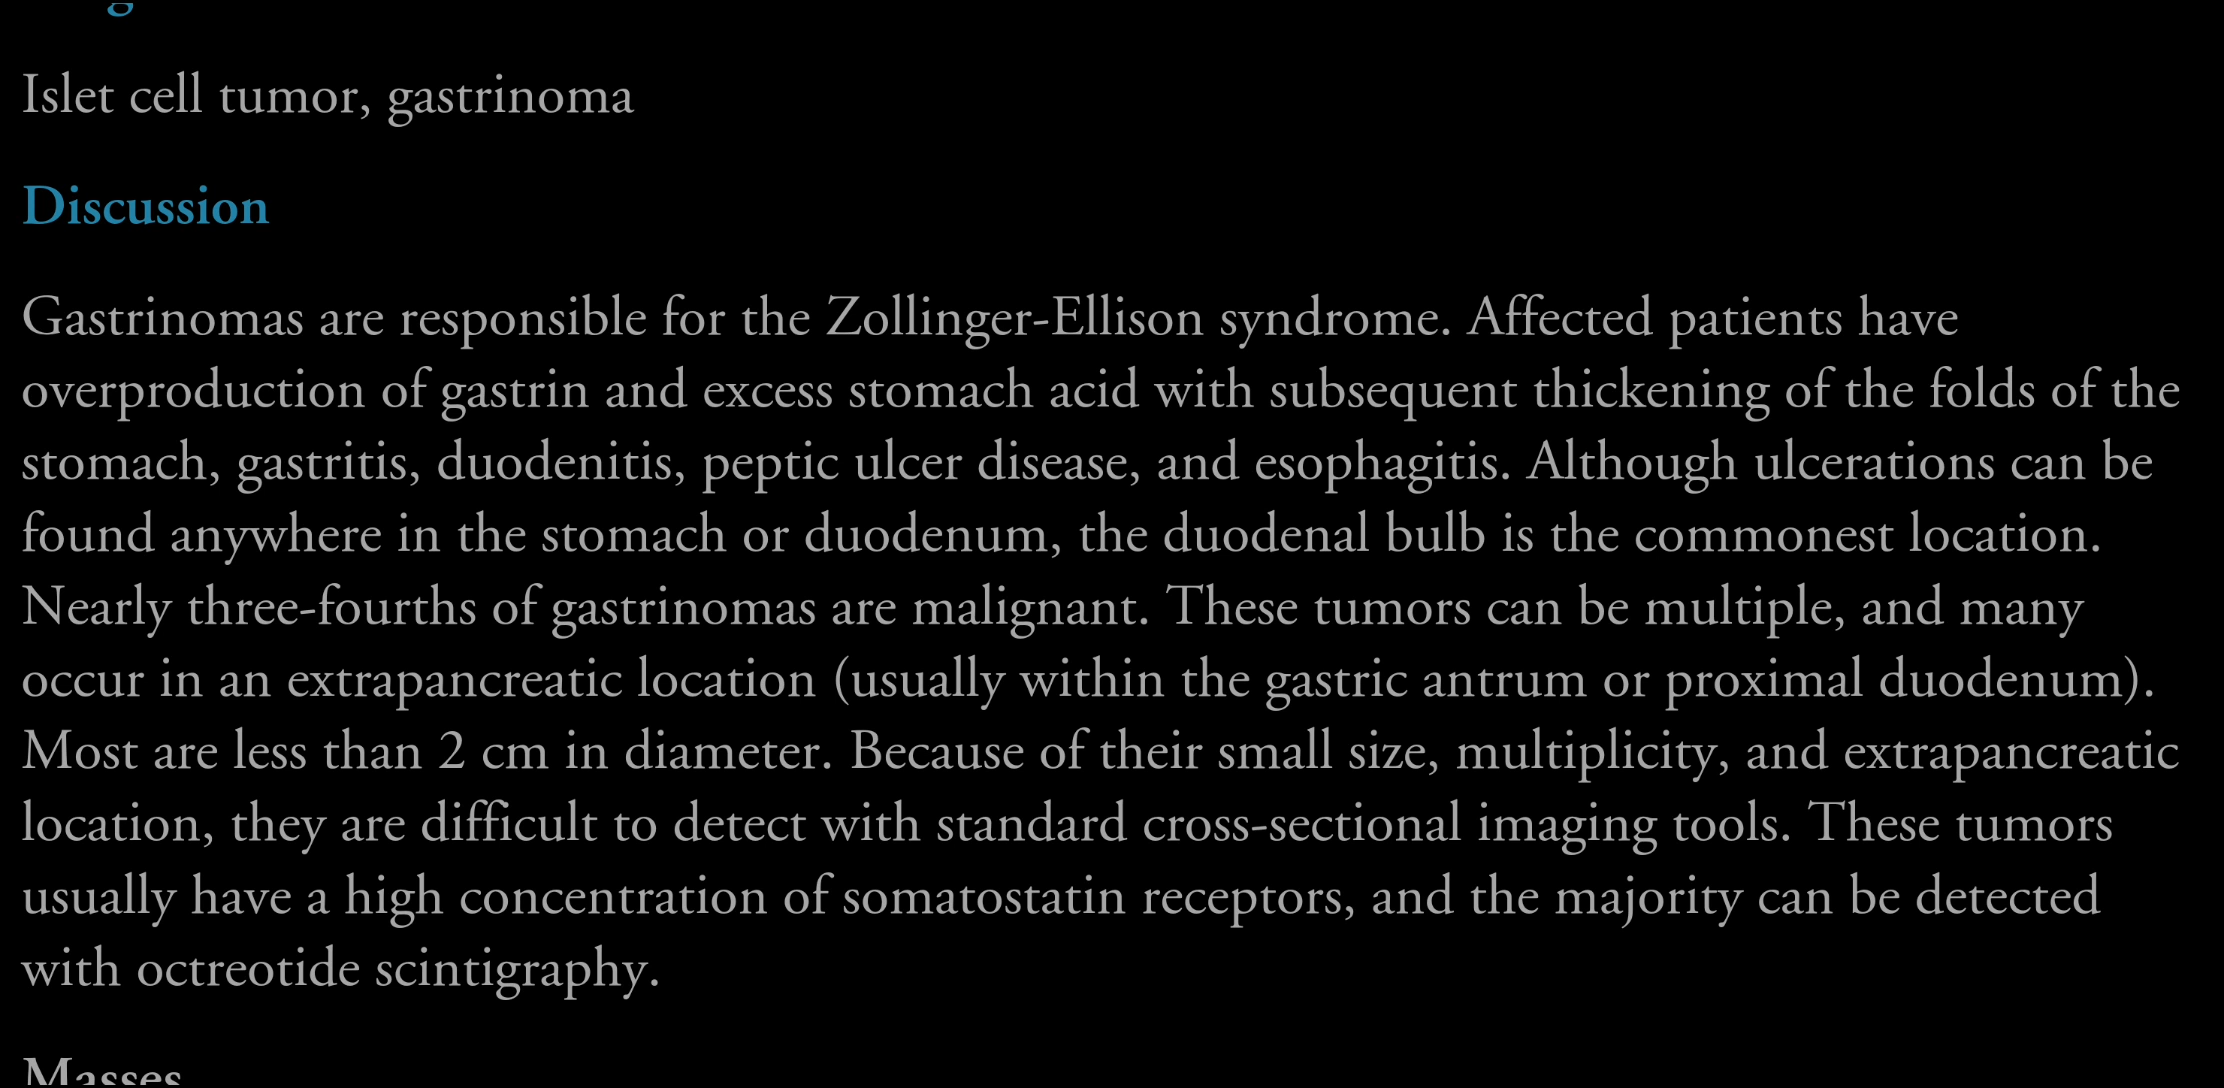 Islet cell tumor, gastrinoma
Discussion
Gastrinomas are responsible for the Zollinger-Ellison syndrome. Affected patients have
overproduction of gastrin and excess stomach acid with subsequent thickening of the folds of the
stomach, gastritis, duodenitis, peptic ulcer disease, and esophagitis. Although ulcerations can be
found anywhere in the stomach or duodenum, the duodenal bulb is the commonest location.
Nearly three-fourths of gastrinomas are malignant. These tumors can be multiple, and many
occur in an extrapancreatic location (usually within the gastric antrum or proximal duodenum).
Most are less than 2 cm in diameter. Because of their small size, multiplicity, and extrapancreatic
location, they are difficult to detect with standard cross-sectional imaging tools. These tumors
usually have a high concentration of somatostatin receptors, and the majority can be detected
with octreotide scintigraphy.
Masses